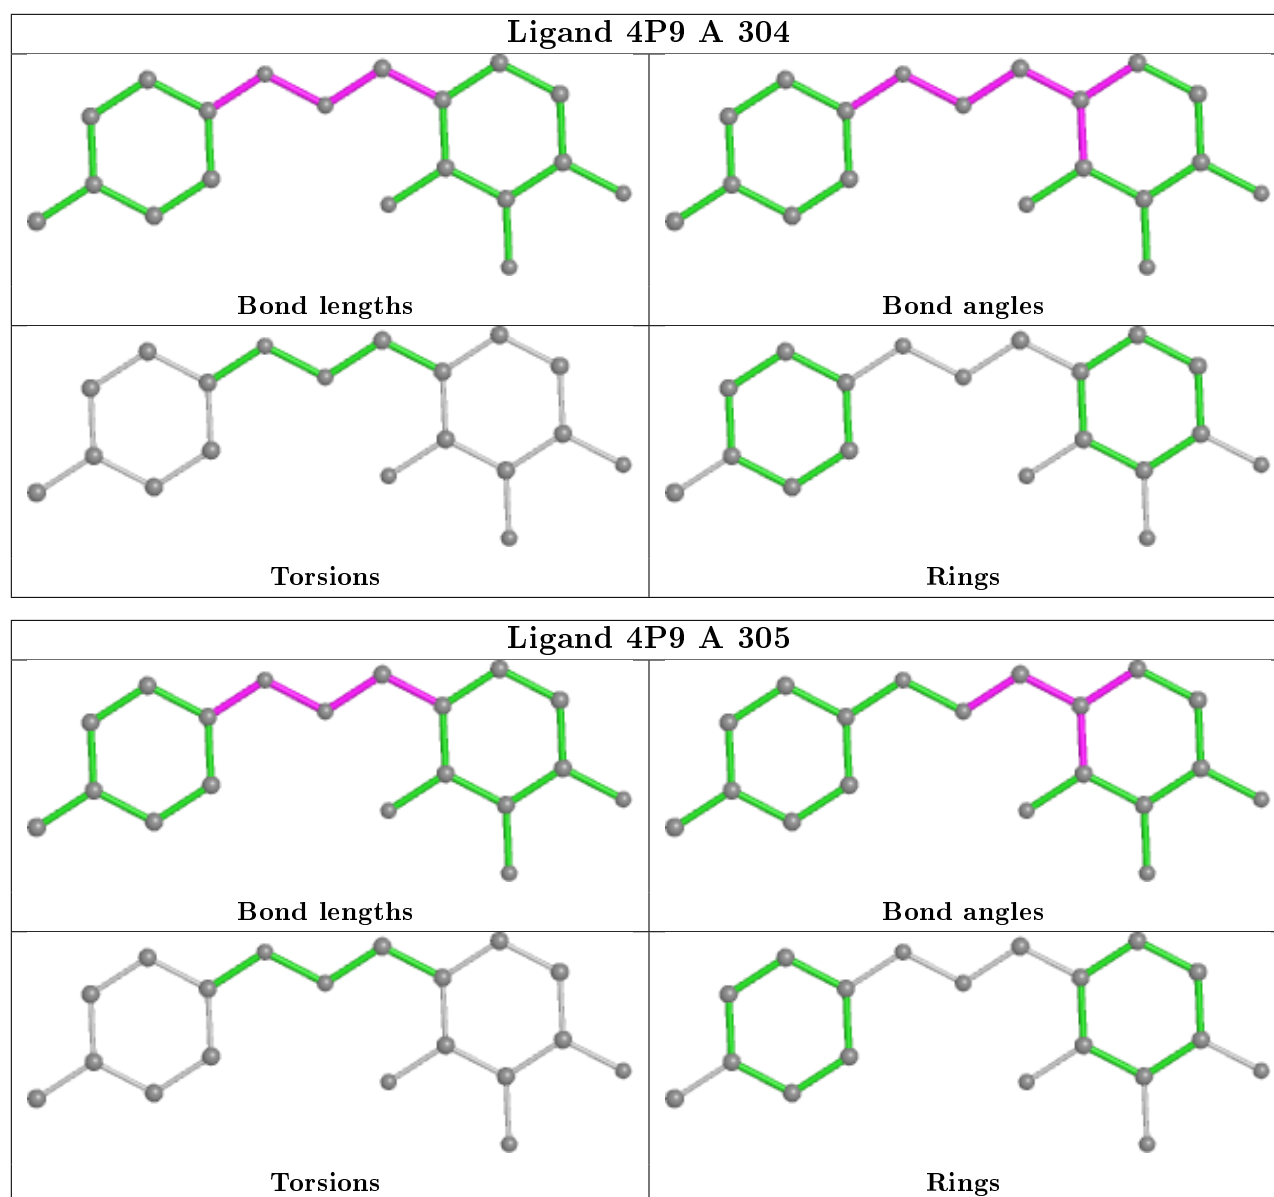 Ligand 4P9 A 304
Bond lengths
Bond angles
Torsions
Rings
Ligand 4P9 A 305
Bond lengths
Bond angles
Torsions
Rings